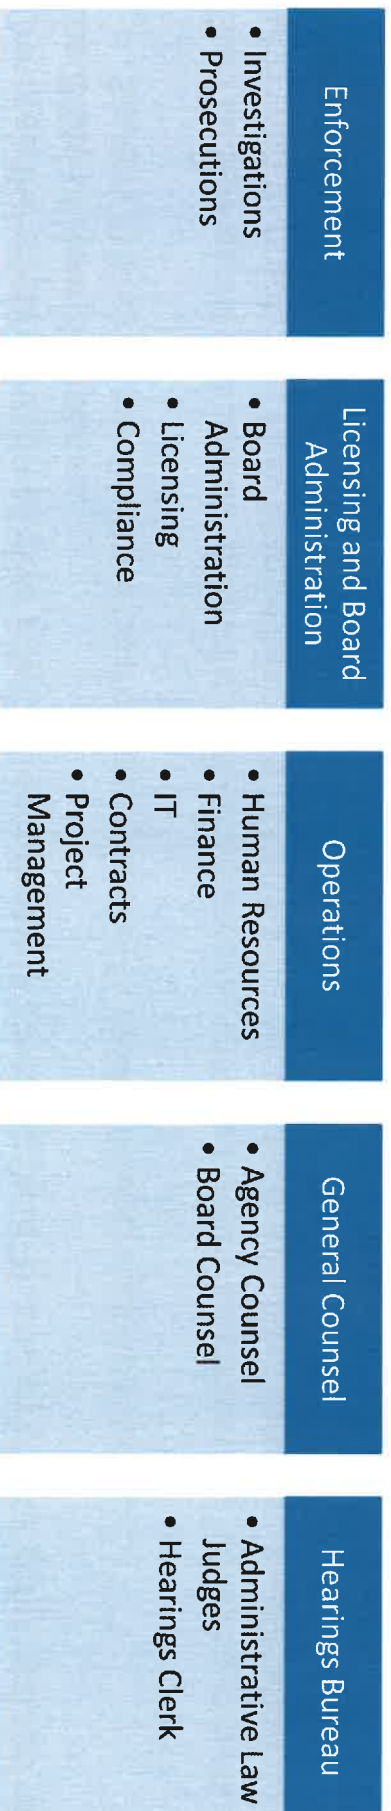 Enforcement
• Investigations
• Prosecutions
Licensing and Board
Administration
• Board
Administration
• Licensing
• Compliance
Operations
• Human Resources
• Finance
• IT
• Contracts
• Project
Management
General Counsel
• Agency Counsel
• Board Counsel
Hearings Bureau
• Administrative Law
Judges
• Hearings Clerk